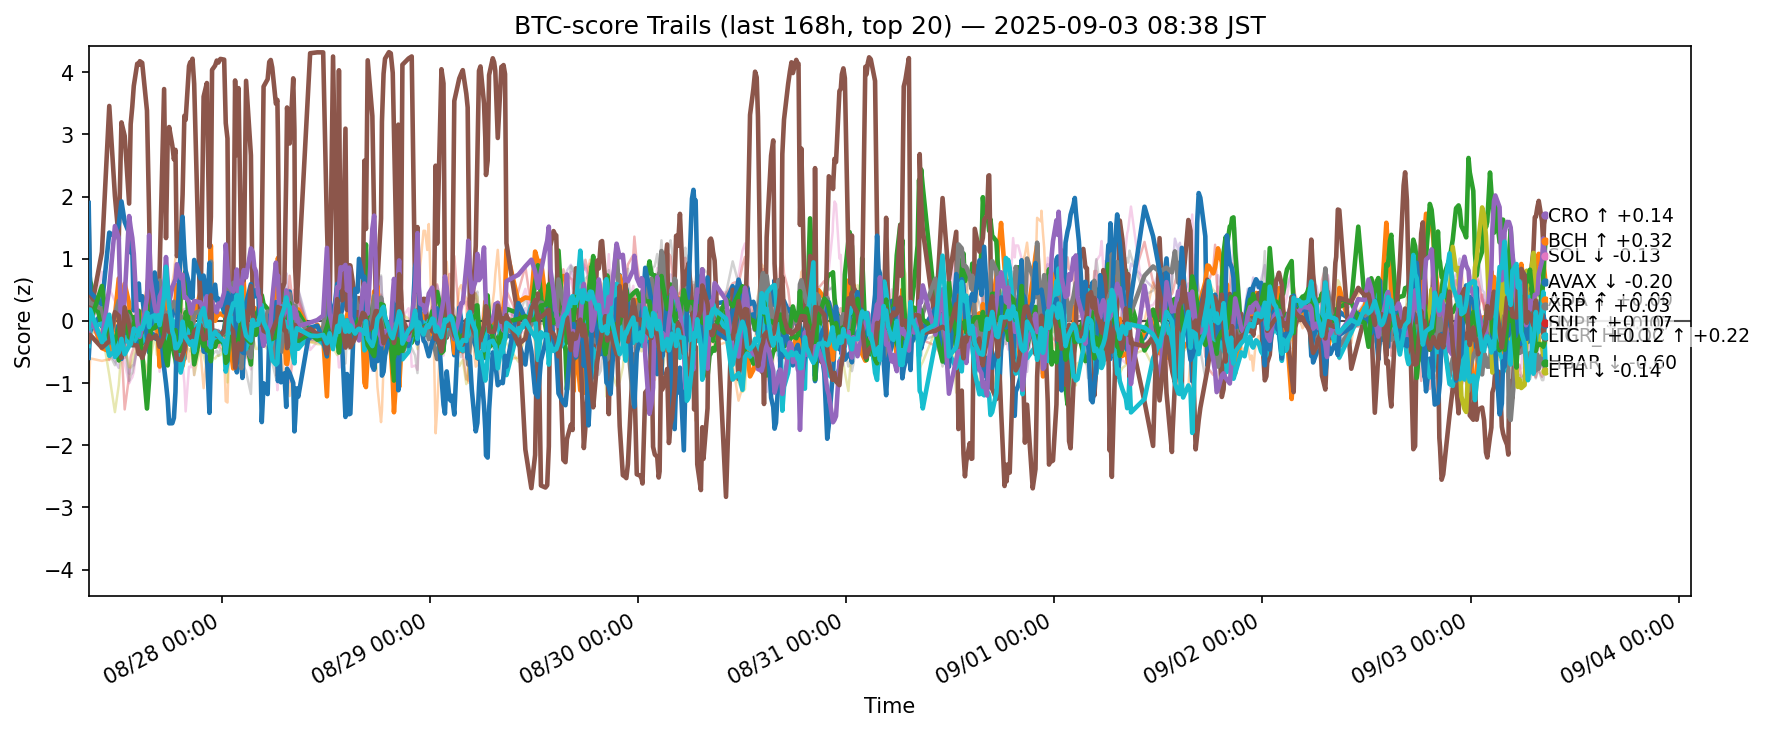 BTC-score Trails (last 168h, top 20) — 2025-09-03 08:38 JST
Score (z)
4
3
2
1
0
−1
−2
−3
−4
CRO ↑ +0.14
BCH ↑ +0.32
SOL ↓ -0.13
AVAX ↓ -0.20
XRP ↑ +0.03
ETC ↑ +0.12
↑ +0.22
HBAR ↓ -0.60
ETH ↓ -0.14
08/28 00:00
08/29 00:00
08/30 00:00
08/31 00:00
09/01 00:00
09/02 00:00
09/03 00:00
09/04 00:00
Time